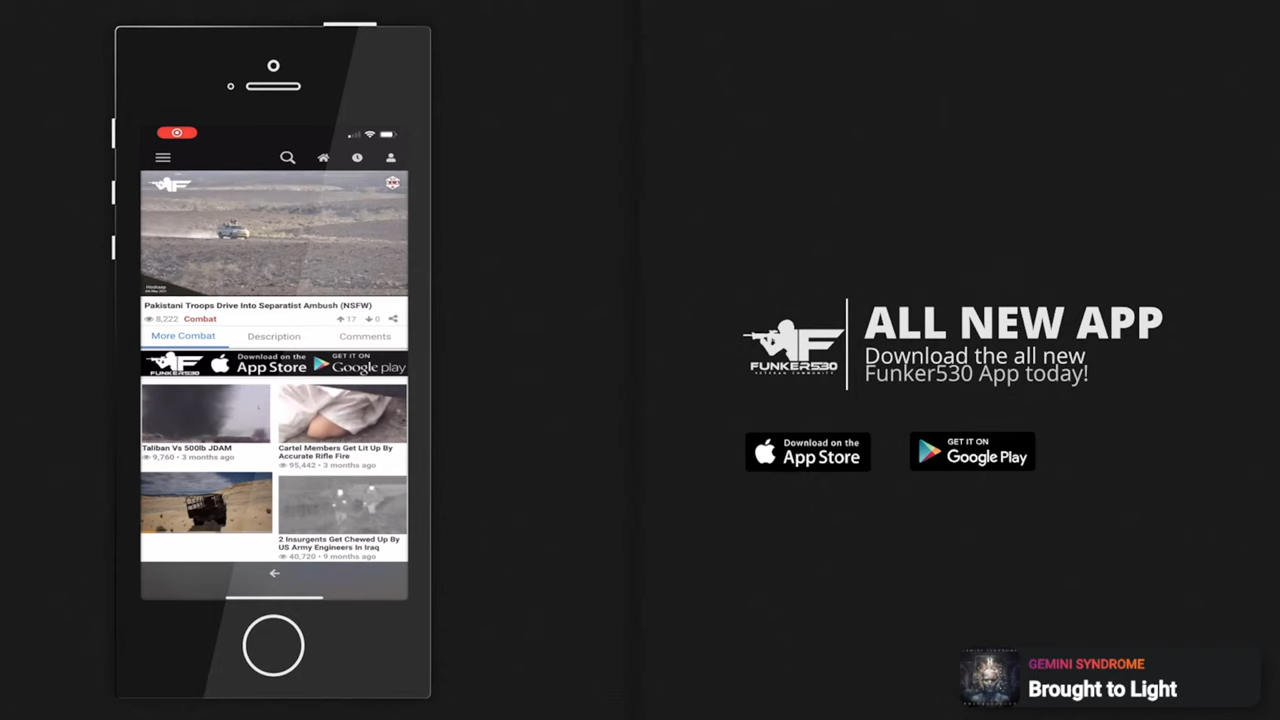 Pakistani Troops Drive Into Separatist Ambush (NSFW)
8,222 Combat
17
0
More Combat
Description
Comments
FUNKER530
Download on the
App Store
GET IT ON
Google play
Taliban Vs 500lb JDAM
9,760 • 3 months ago
Cartel Members Get Lit Up By
Accurate Rifle Fire
95,442 • 3 months ago
2 Insurgents Get Chewed Up By
US Army Engineers In Iraq
40,720 • 9 months ago
FUNKER530
VETERAN COMMUNITY
ALL NEW APP
Download the all new
Funker530 App today!
Download on the
App Store
GET IT ON
Google Play
GEMINI SYNDROME
Brought to Light